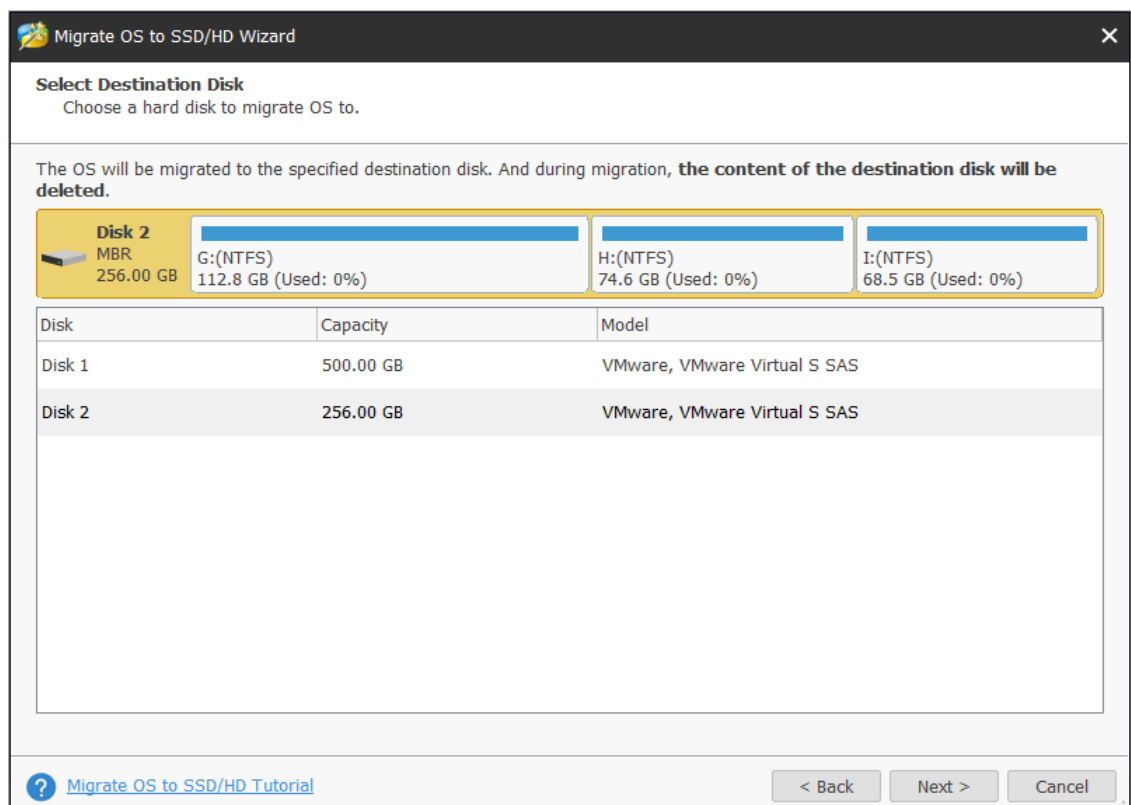 Migrate OS to SSD/HD Wizard
Select Destination Disk
Choose a hard disk to migrate OS to.
The OS will be migrated to the specified destination disk. And during migration, the content of the destination disk will be
deleted.
Disk 2
MBR
256.00 GB
G:(NTFS)
112.8 GB (Used: 0%)
H:(NTFS)
74.6 GB (Used: 0%)
I:(NTFS)
68.5 GB (Used: 0%)
Disk Capacity Model
Disk 1 500.00 GB VMware, VMware Virtual S SAS
Disk 2 256.00 GB VMware, VMware Virtual S SAS
? Migrate OS to SSD/HD Tutorial
< Back Next > Cancel